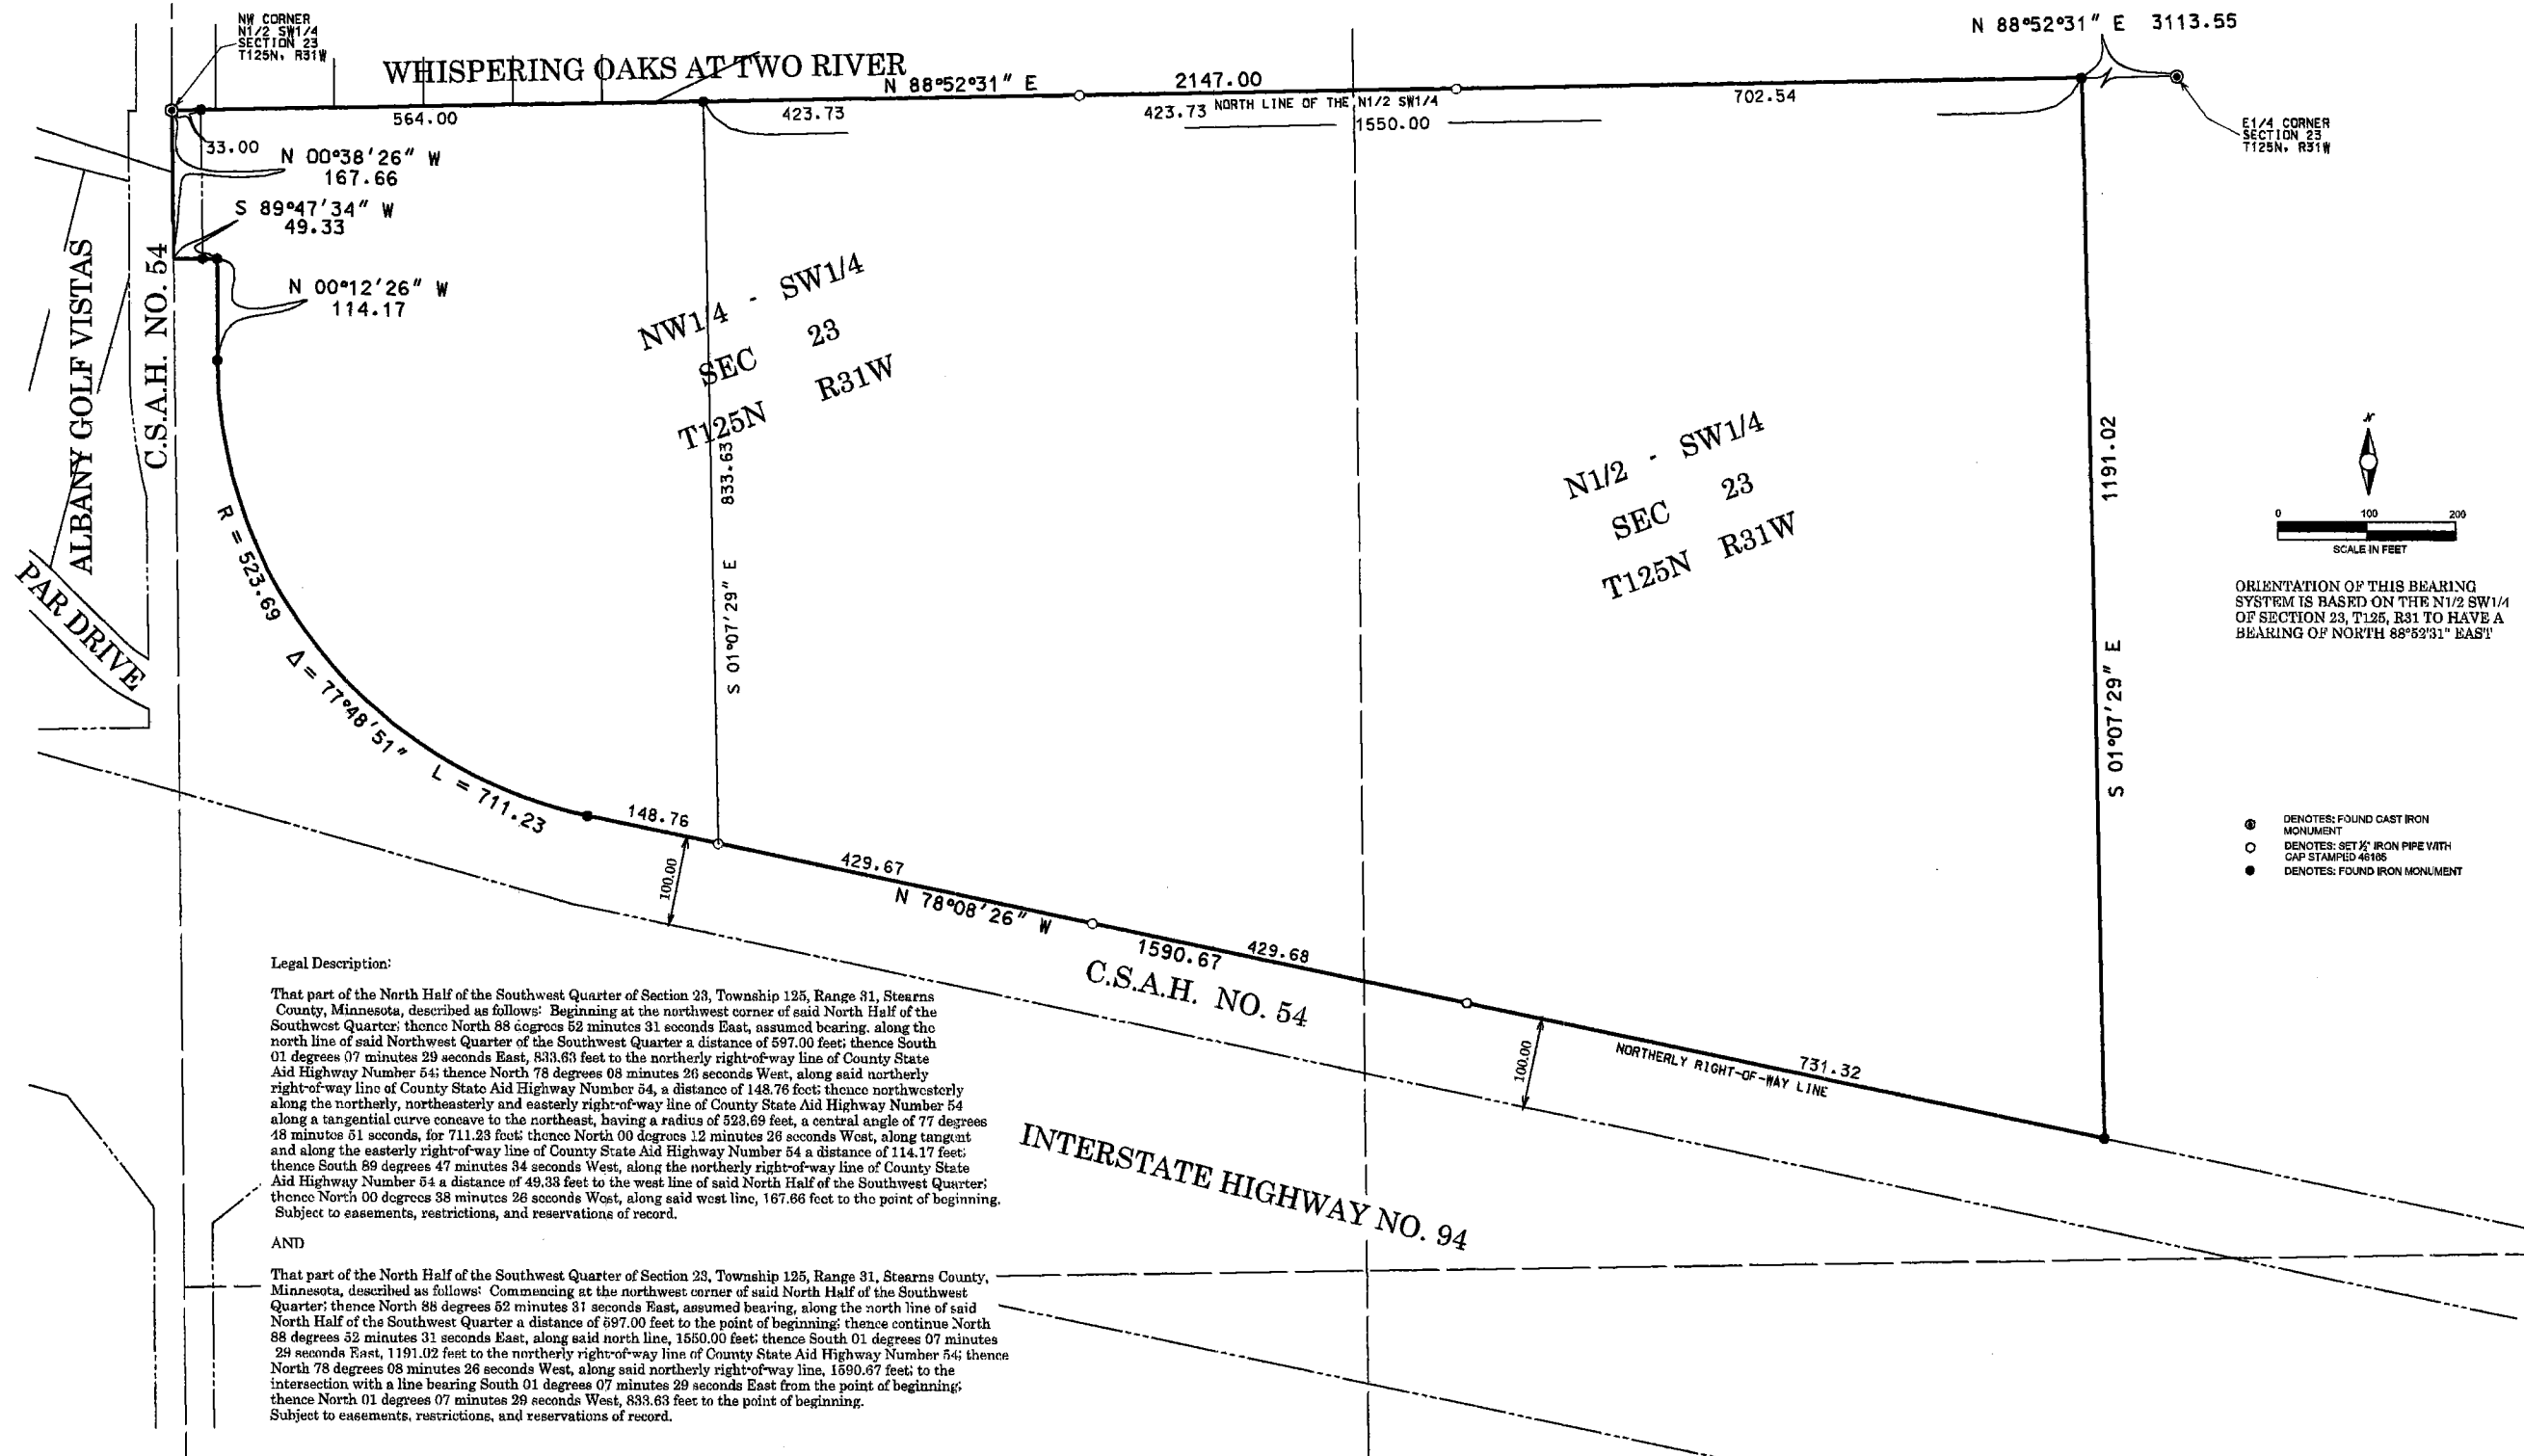 NW CORNER
N1/2 SW1/4
SECTION 23
T125N, R31W
WHISPERING OAKS AT TWO RIVER
N 88°52°31" E
2147.00
N 88°52°31" E 3113.55
564.00
423.73
423.73
NORTH LINE OF THE N1/2 SW1/4
1550.00
702.54
E1/4 CORNER
SECTION 23
T125N, R31W
33.00
N 00°38'26" W
167.66
S 89°47'34" W
49.33
N 00°12'26" W
114.17
ALBANY GOLF VISTAS
C.S.A.H. NO. 54
PAR DRIVE
NW1/4 - SW1/4
SEC 23
T125N R31W
833.63
S 01°07'29" E
N1/2 - SW1/4
SEC 23
T125N R31W
1191.02
S 01°07'29" E
N
0 100 200
SCALE IN FEET
ORIENTATION OF THIS BEARING
SYSTEM IS BASED ON THE N1/2 SW1/4
OF SECTION 23, T125, R31 TO HAVE A
BEARING OF NORTH 88°52'31" EAST
R = 523.69
Δ = 77°48'51"
L = 711.23
148.76
100.00
429.67
N 78°08'26" W
1590.67
429.68
C.S.A.H. NO. 54
100.00
NORTHERLY RIGHT-OF-WAY LINE
731.32
INTERSTATE HIGHWAY NO. 94
DENOTES: FOUND CAST IRON
MONUMENT
DENOTES: SET ½" IRON PIPE WITH
CAP STAMPED 46165
DENOTES: FOUND IRON MONUMENT
Legal Description:
That part of the North Half of the Southwest Quarter of Section 23, Township 125, Range 31, Stearns
County, Minnesota, described as follows: Beginning at the northwest corner of said North Half of the
Southwest Quarter; thence North 88 degrees 52 minutes 31 seconds East, assumed bearing, along the
north line of said Northwest Quarter of the Southwest Quarter a distance of 597.00 feet; thence South
01 degrees 07 minutes 29 seconds East, 833.63 feet to the northerly right-of-way line of County State
Aid Highway Number 54; thence North 78 degrees 08 minutes 26 seconds West, along said northerly
right-of-way line of County State Aid Highway Number 54, a distance of 148.76 feet; thence northwesterly
along the northerly, northeasterly and easterly right-of-way line of County State Aid Highway Number 54
along a tangential curve concave to the northeast, having a radius of 523.69 feet, a central angle of 77 degrees
48 minutes 51 seconds, for 711.23 feet; thence North 00 degrees 12 minutes 26 seconds West, along tangent
and along the easterly right-of-way line of County State Aid Highway Number 54 a distance of 114.17 feet;
thence South 89 degrees 47 minutes 34 seconds West, along the northerly right-of-way line of County State
Aid Highway Number 54 a distance of 49.33 feet to the west line of said North Half of the Southwest Quarter;
thence North 00 degrees 38 minutes 26 seconds West, along said west line, 167.66 feet to the point of beginning.
Subject to easements, restrictions, and reservations of record.
AND
That part of the North Half of the Southwest Quarter of Section 23, Township 125, Range 31, Stearns County,
Minnesota, described as follows: Commencing at the northwest corner of said North Half of the Southwest
Quarter; thence North 88 degrees 52 minutes 31 seconds East, assumed bearing, along the north line of said
North Half of the Southwest Quarter a distance of 597.00 feet to the point of beginning; thence continue North
88 degrees 52 minutes 31 seconds East, along said north line, 1550.00 feet; thence South 01 degrees 07 minutes
29 seconds East, 1191.02 feet to the northerly right-of-way line of County State Aid Highway Number 54; thence
North 78 degrees 08 minutes 26 seconds West, along said northerly right-of-way line, 1590.67 feet; to the
intersection with a line bearing South 01 degrees 07 minutes 29 seconds East from the point of beginning;
thence North 01 degrees 07 minutes 29 seconds West, 833.63 feet to the point of beginning.
Subject to easements, restrictions, and reservations of record.